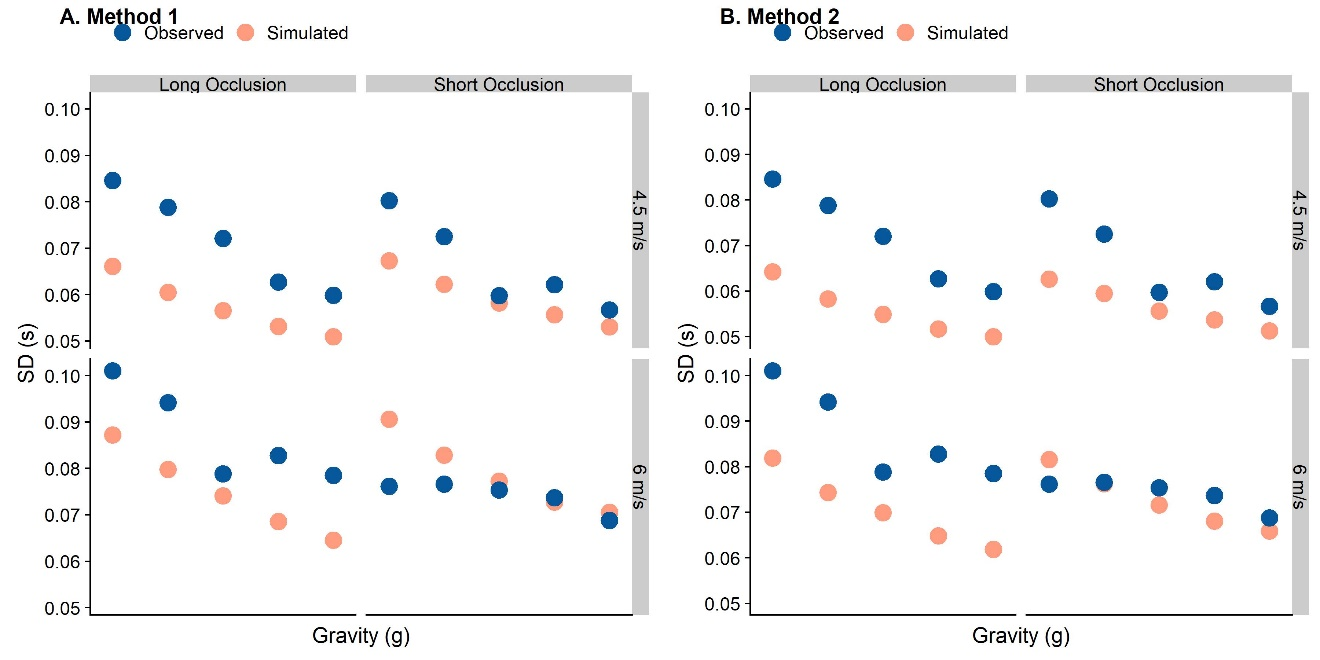 A. Method 1
Observed Simulated
Long Occlusion Short Occlusion
0.10
0.09
0.08
0.07
0.06
0.05
4.5 m/s
0.10
0.09
0.08
0.07
0.06
0.05
6 m/s
SD (s)
Gravity (g)
B. Method 2
Observed Simulated
Long Occlusion Short Occlusion
0.10
0.09
0.08
0.07
0.06
0.05
4.5 m/s
0.10
0.09
0.08
0.07
0.06
0.05
6 m/s
SD (s)
Gravity (g)